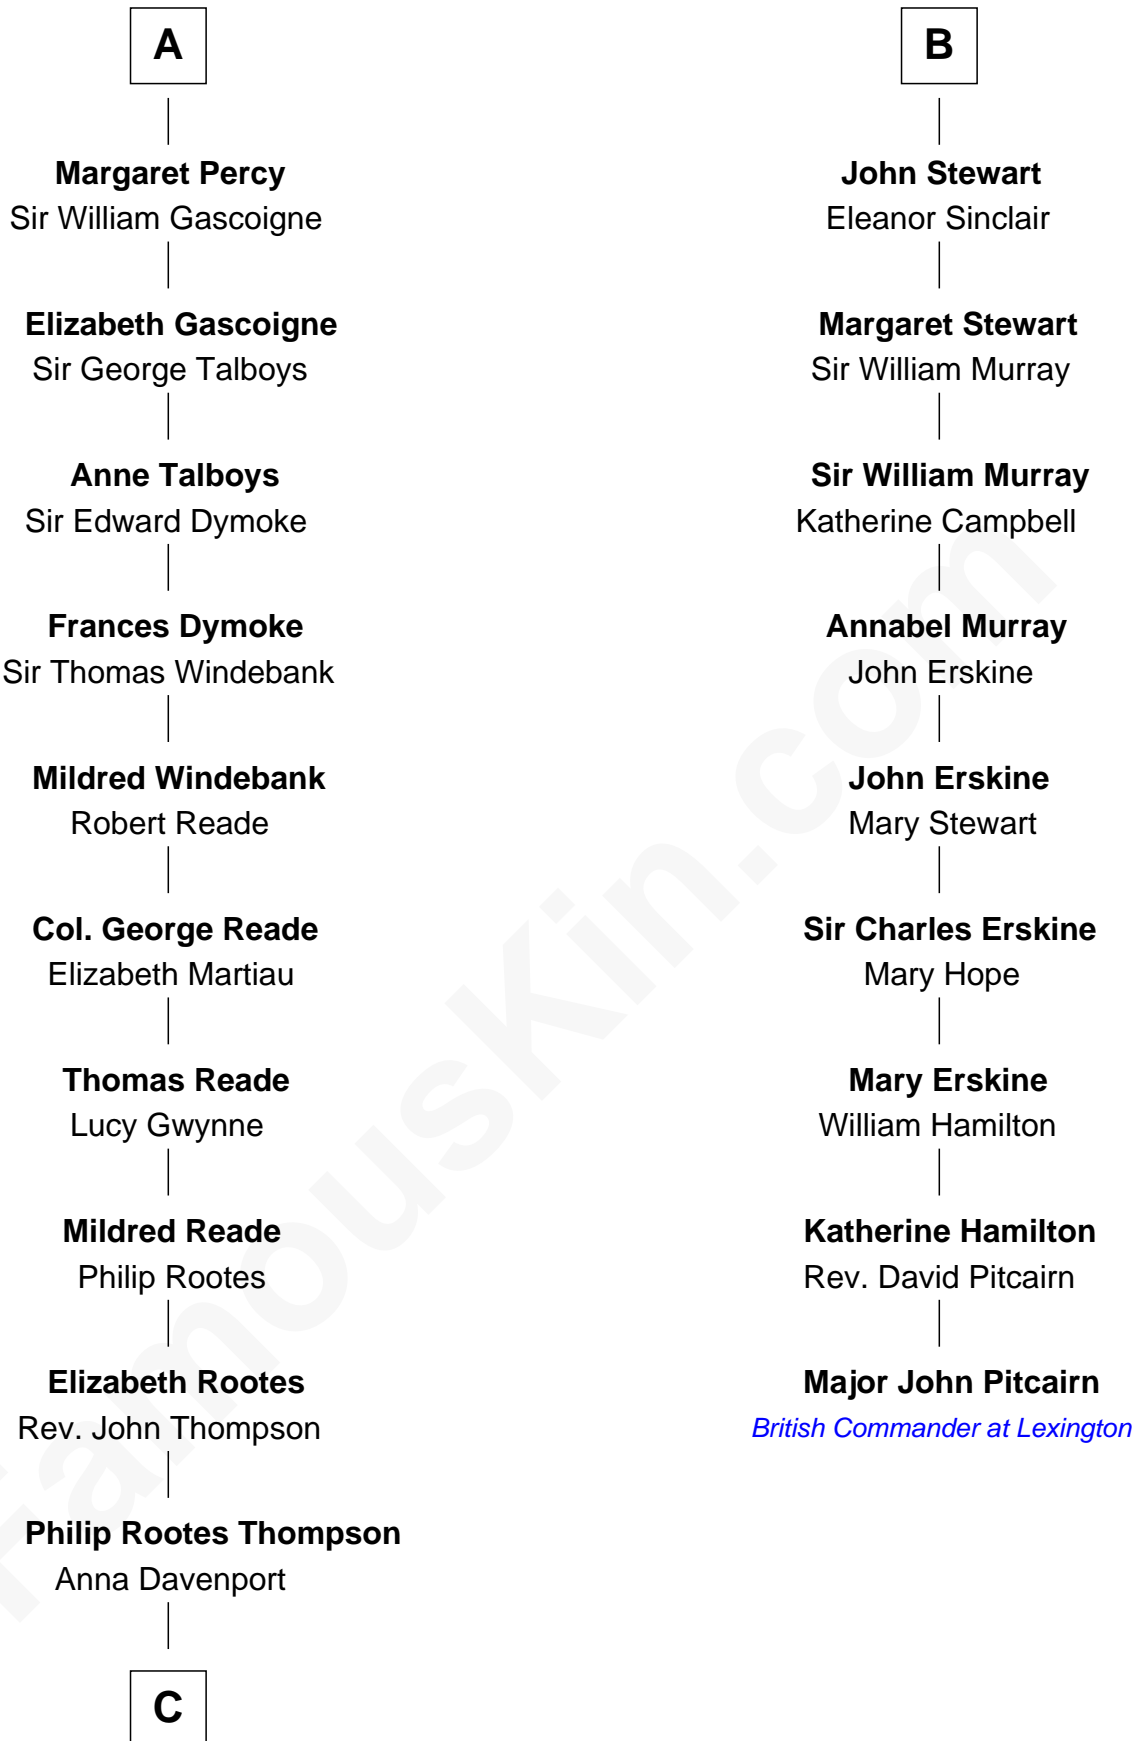 A
Margaret Percy
Sir William Gascoigne
Elizabeth Gascoigne
Sir George Talboys
Anne Talboys
Sir Edward Dymoke
Frances Dymoke
Sir Thomas Windebank
Mildred Windebank
Robert Reade
Col. George Reade
Elizabeth Martiau
Thomas Reade
Lucy Gwynne
Mildred Reade
Philip Rootes
Elizabeth Rootes
Rev. John Thompson
Philip Rootes Thompson
Anna Davenport
C
B
John Stewart
Eleanor Sinclair
Margaret Stewart
Sir William Murray
Sir William Murray
Katherine Campbell
Annabel Murray
John Erskine
John Erskine
Mary Stewart
Sir Charles Erskine
Mary Hope
Mary Erskine
William Hamilton
Katherine Hamilton
Rev. David Pitcairn
Major John Pitcairn
British Commander at Lexington
FamousKin.com